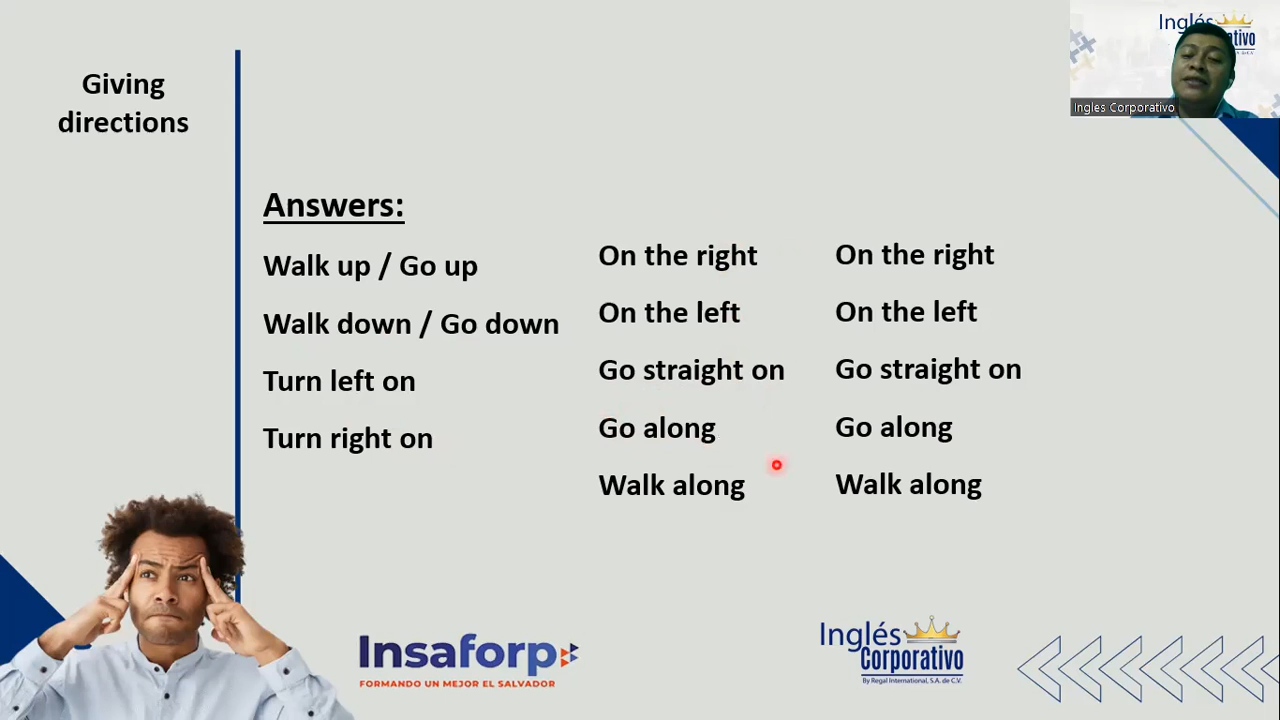 Giving
directions
Answers:
Walk up / Go up
Walk down / Go down
Turn left on
Turn right on
On the right
On the left
Go straight on
Go along
Walk along
On the right
On the left
Go straight on
Go along
Walk along
Inglés
Ingles Corporativo
Insaforp
FORMANDO UN MEJOR EL SALVADOR
Inglés
Corporativo
By Regal International, S.A. de C.V.